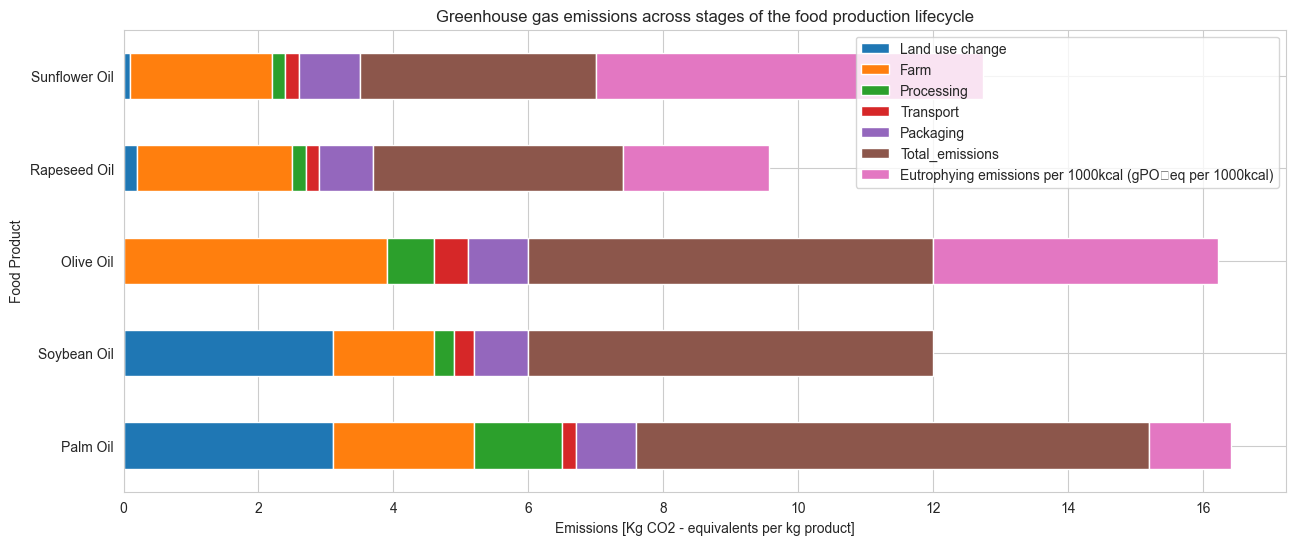 Greenhouse gas emissions across stages of the food production lifecycle
Land use change
Farm
Processing
Transport
Packaging
Total_emissions
Eutrophying emissions per 1000kcal (gPO□eq per 1000kcal)
Food Product
Sunflower Oil
Rapeseed Oil
Olive Oil
Soybean Oil
Palm Oil
0 2 4 6 8 10 12 14 16
Emissions [Kg CO2 - equivalents per kg product]